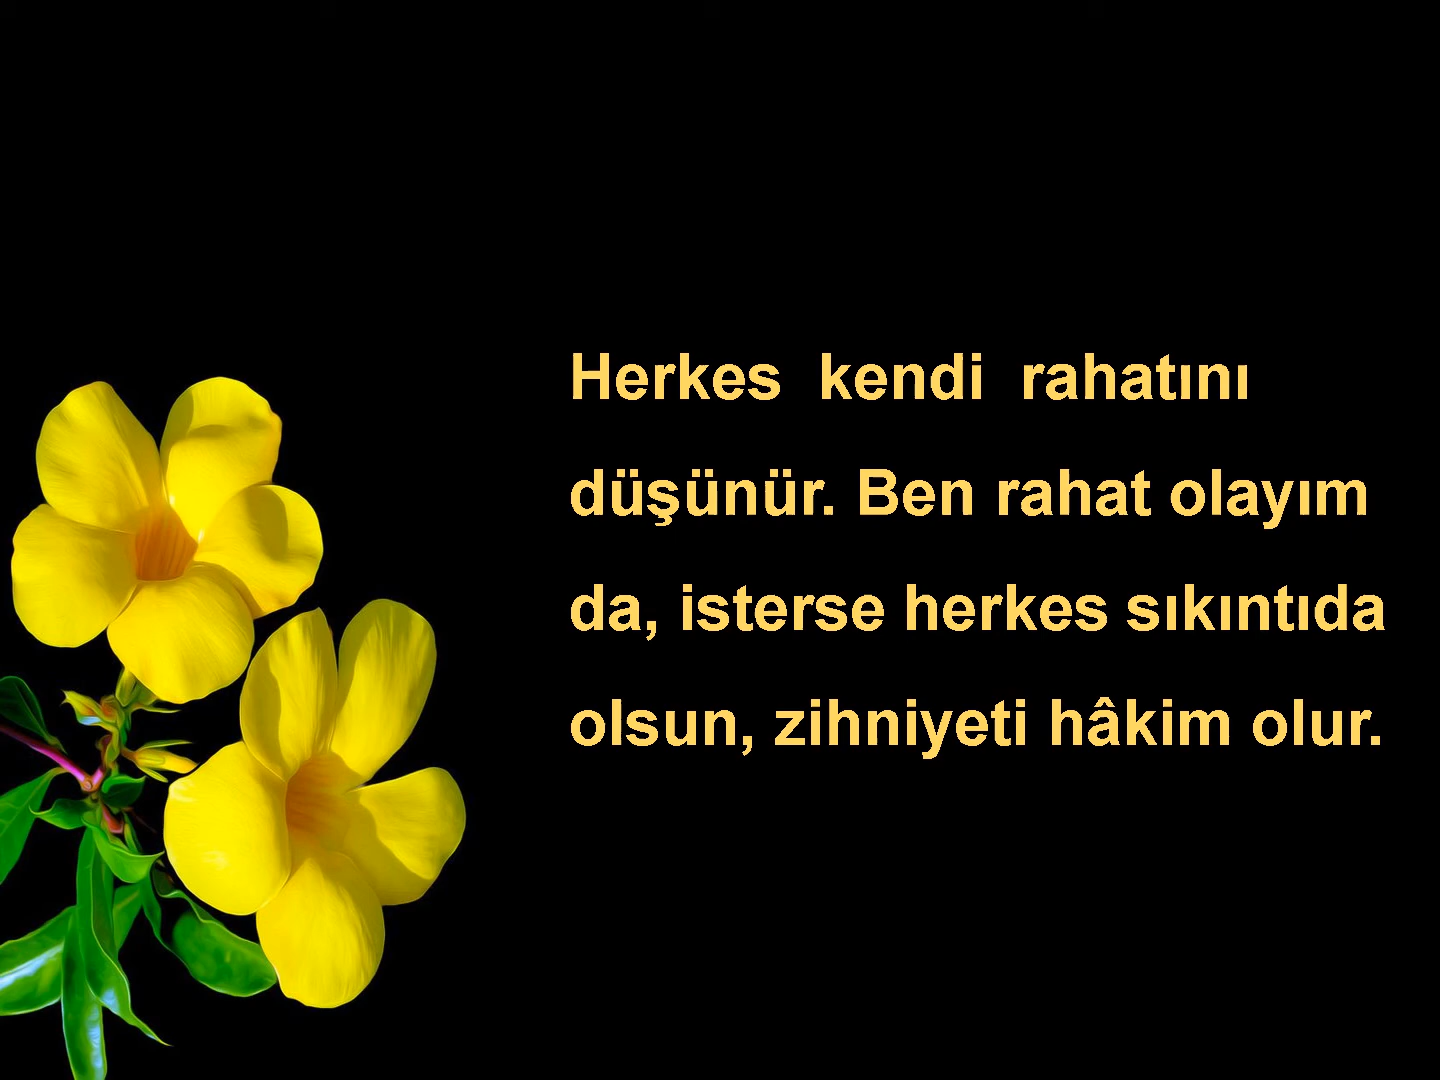 Herkes kendi rahatını
düşünür. Ben rahat olayım
da, isterse herkes sıkıntıda
olsun, zihniyeti hâkim olur.